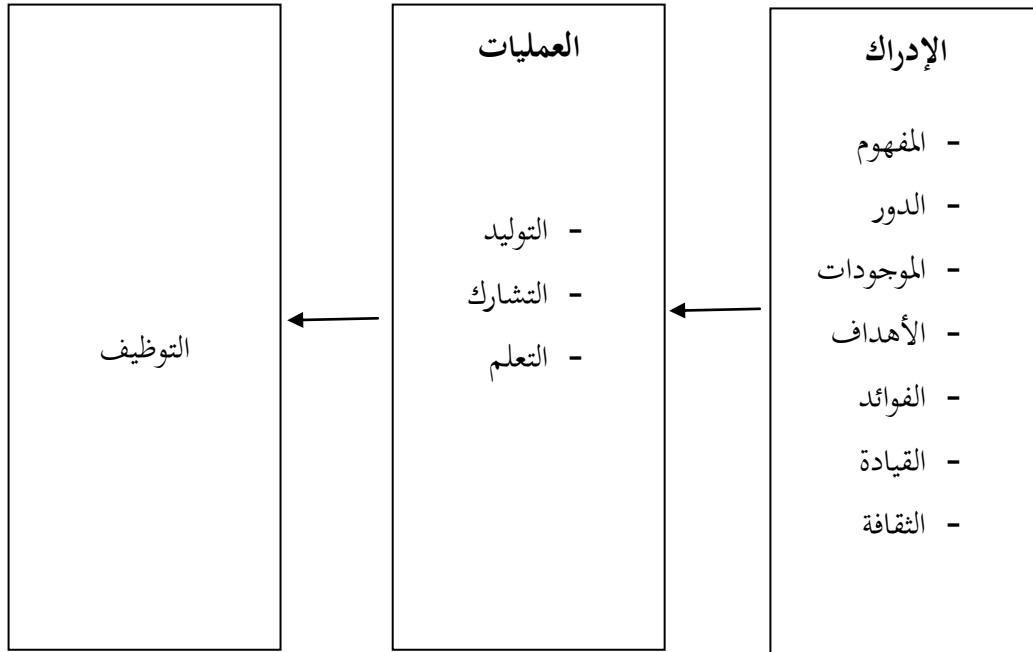 الإدراك
- المفهوم
- الدور
- الموجودات
- الأهداف
- الفوائد
- القيادة
- الثقافة
العمليات
- التوليد
- التشارك
- التعلم
التوظيف